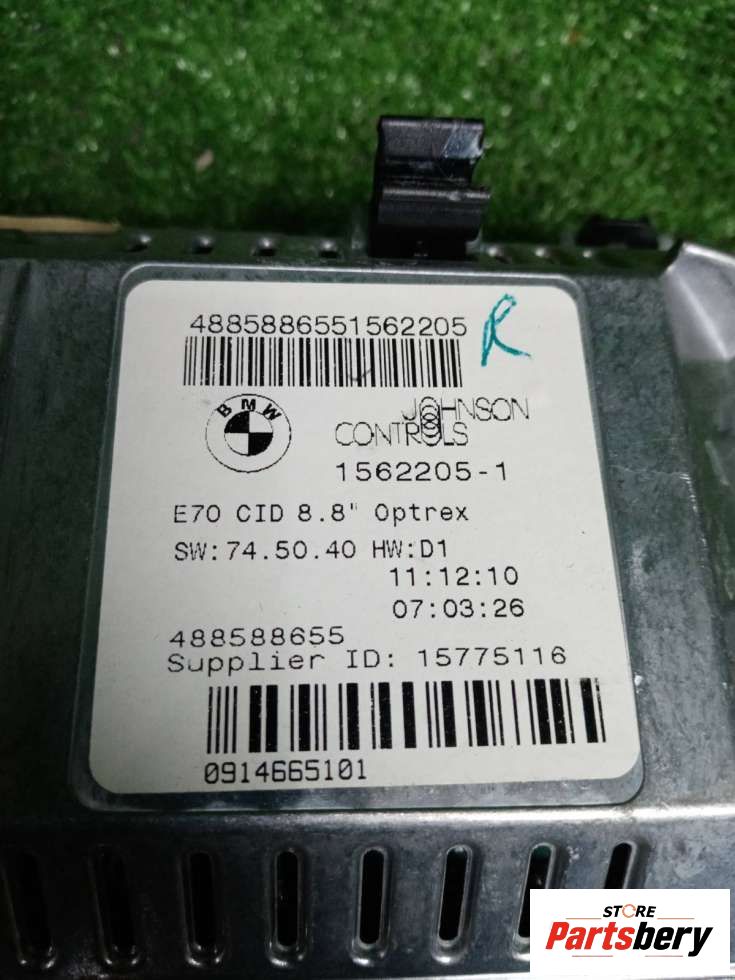 4885886551562205
R
BMW
JOHNSON
CONTROLS
1562205-1
E70 CID 8.8" Optrex
SW:74.50.40 HW:D1
11:12:10
07:03:26
488588655
Supplier ID: 15775116
0914665101
STORE
Partsbery